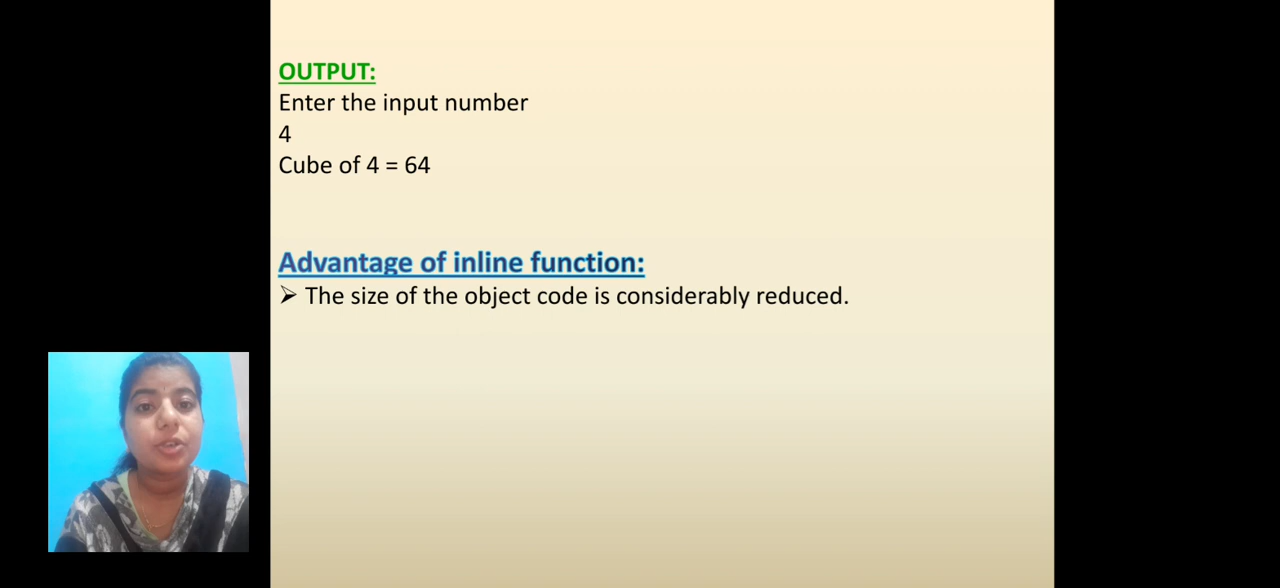 OUTPUT:
Enter the input number
4
Cube of 4 = 64
Advantage of inline function:
➢ The size of the object code is considerably reduced.